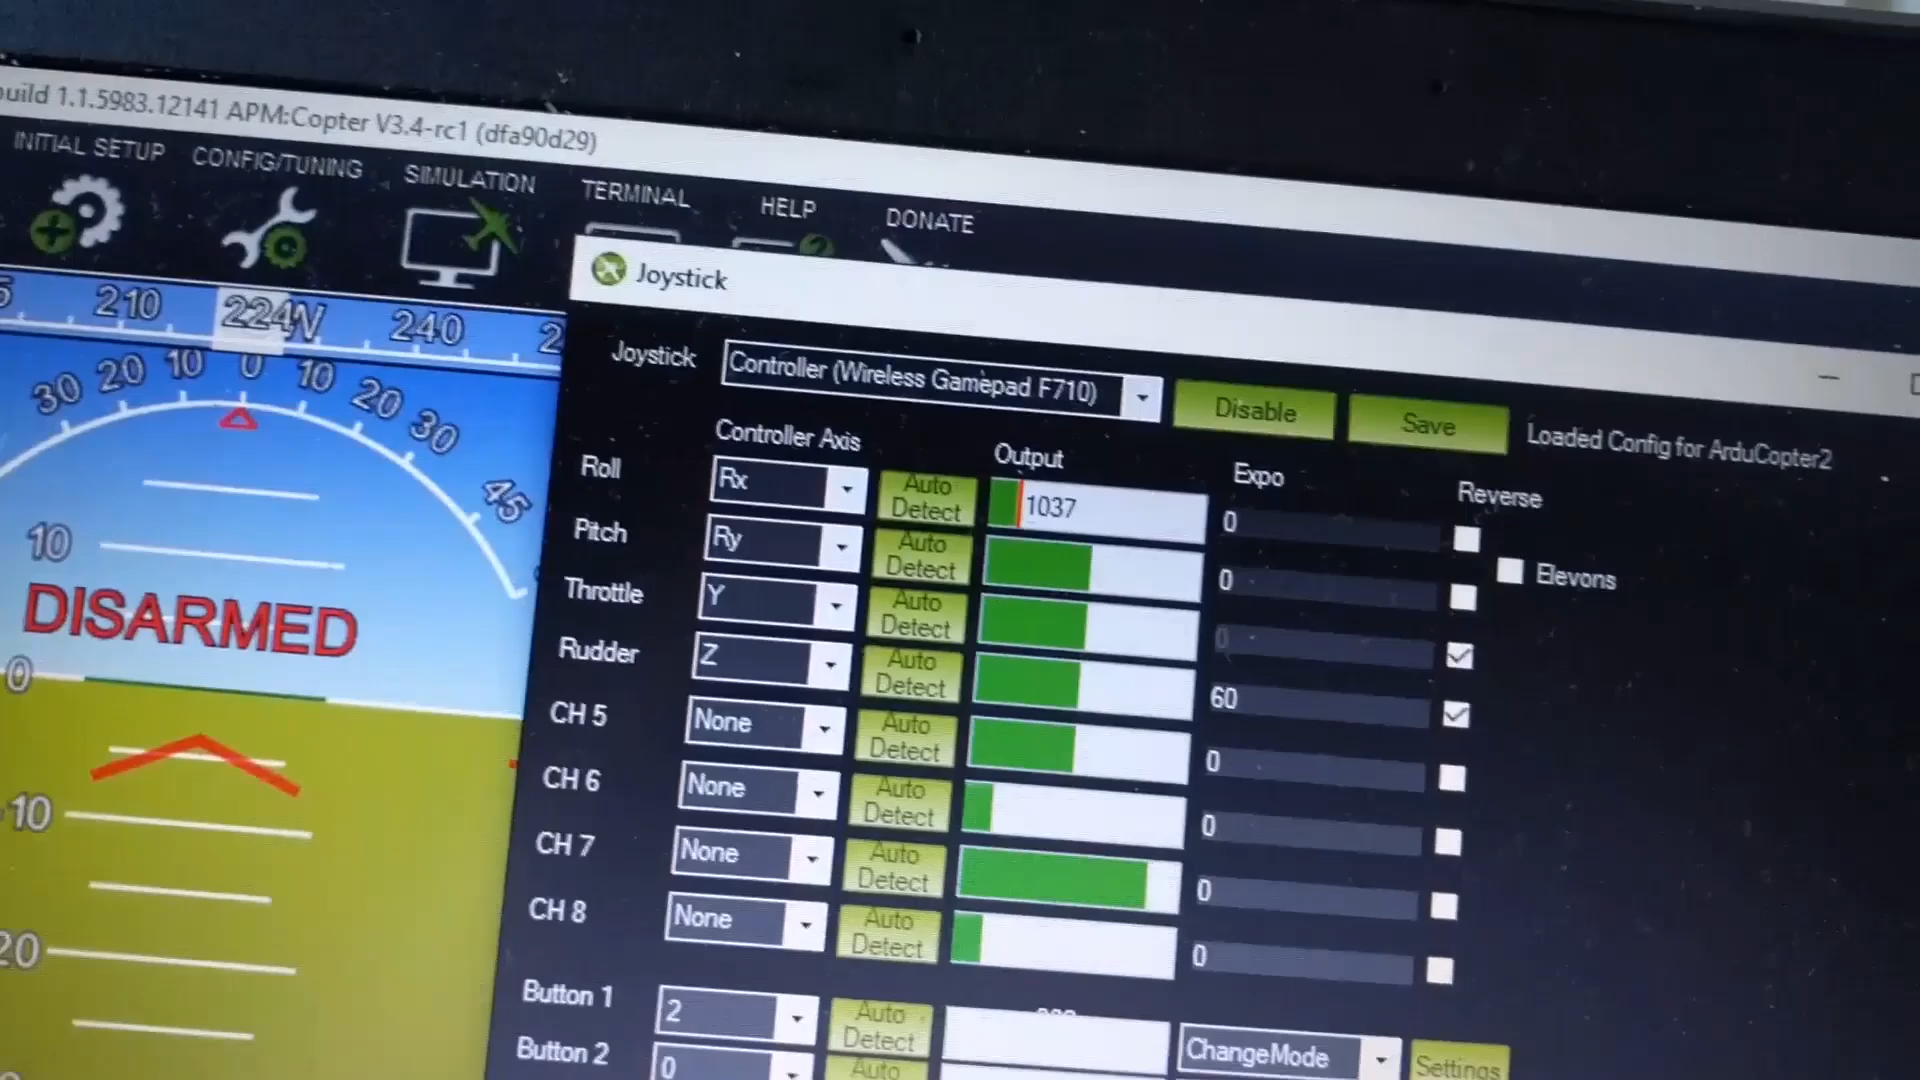 build 1.1.5983.12141 APM:Copter V3.4-rc1 (dfa90d29)
INITIAL SETUP CONFIG/TUNING SIMULATION TERMINAL HELP DONATE
Joystick
210 224 240
Joystick Controller (Wireless Gamepad F710) Disable Save Loaded Config for ArduCopter2
30 20 10 0 10 20 30 45
Controller Axis Output Expo Reverse
Roll Rx Auto Detect 1037 0
Pitch Ry Auto Detect 0 Elevons
10
Throttle Y Auto Detect 0
DISARMED
Rudder Z Auto Detect 60
0
CH 5 None Auto Detect 0
CH 6 None Auto Detect 0
-10
CH 7 None Auto Detect 0
CH 8 None Auto Detect 0
20
Button 1 2 Auto Detect ChangeMode Settings
Button 2 0 Auto